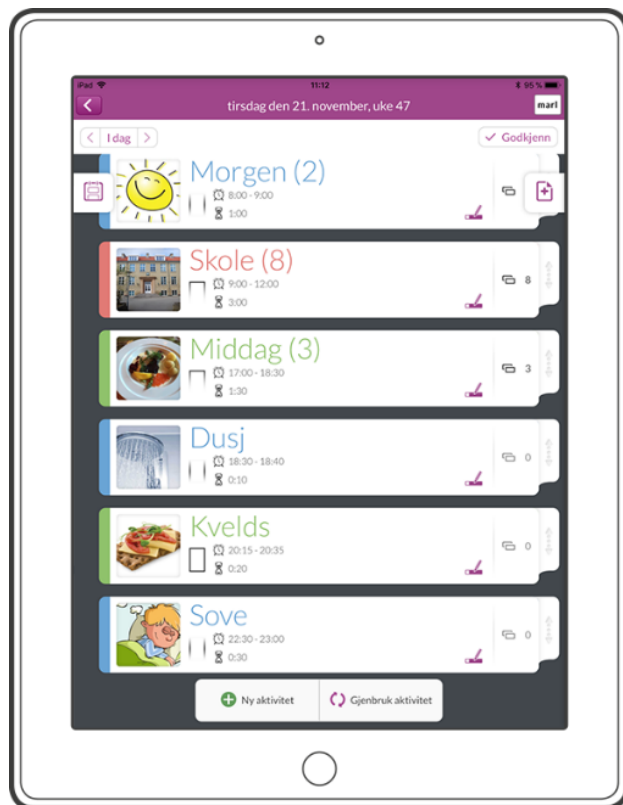 iPad 11:12 95 %
tirsdag den 21. november, uke 47
marl
I dag
Godkjenn
Morgen (2)
8:00 - 9:00
1:00
Skole (8)
9:00 - 12:00
8
3:00
Middag (3)
17:00 - 18:30
3
1:30
Dusj
18:30 - 18:40
0
0:10
Kvelds
20:15 - 20:35
0
0:20
Sove
22:30 - 23:00
0
0:30
Ny aktivitet
Gjenbruk aktivitet